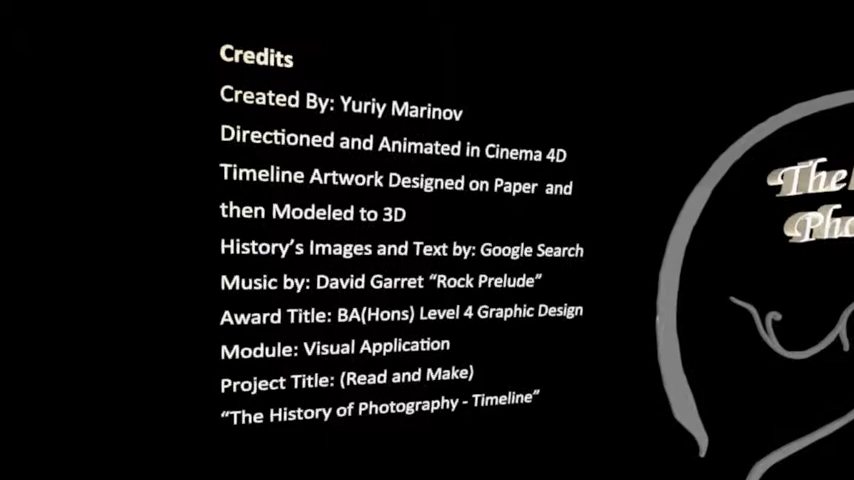 Credits
Created By: Yuriy Marinov
Directioned and Animated in Cinema 4D
Timeline Artwork Designed on Paper and
then Modeled to 3D
History's Images and Text by: Google Search
Music by: David Garret “Rock Prelude”
Award Title: BA(Hons) Level 4 Graphic Design
Module: Visual Application
Project Title: (Read and Make)
“The History of Photography - Timeline”
The